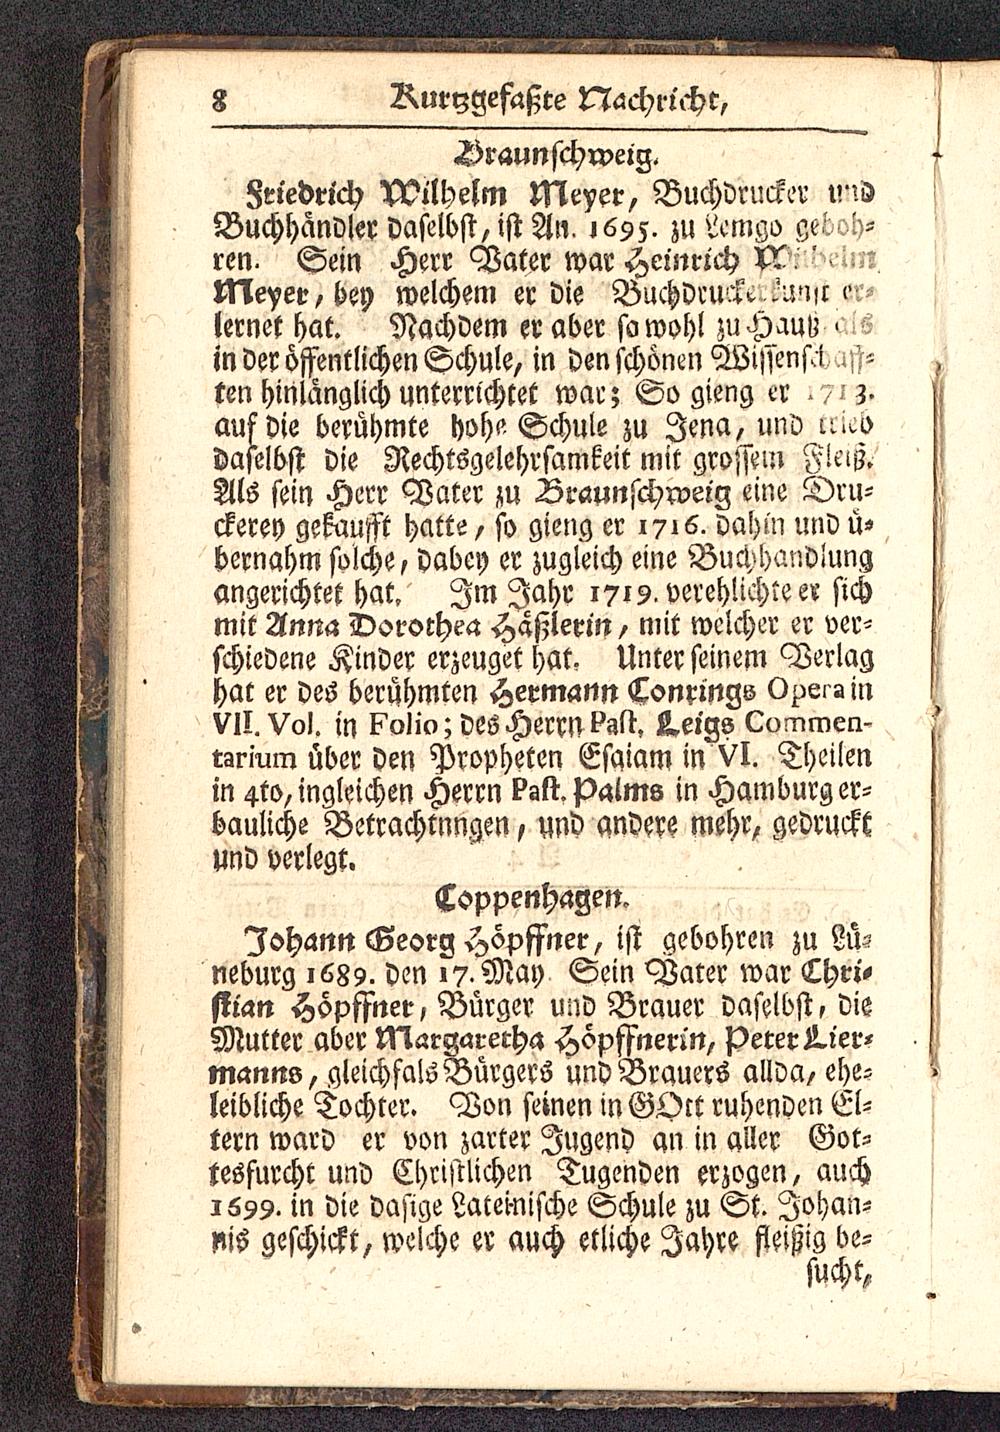 8 Kurtzgefaßte Nachricht,
Braunschweig.
Friedrich Wilhelm Meyer, Buchdrucker und
Buchhändler daselbst, ist An. 1695. zu Lemgo geboh-
ren. Sein Herr Vater war Heinrich Wilhelm
Meyer, bey welchem er die Buchdruckerkunst er-
lernet hat. Nachdem er aber sowohl zu Hauß als
in der öffentlichen Schule, in den schönen Wissenschaff-
ten hinlänglich unterrichtet war; So gieng er 1713.
auf die berühmte hohe Schule zu Jena, und trieb
daselbst die Rechtsgelehrsamkeit mit grossem Fleiß.
Als sein Herr Vater zu Braunschweig eine Dru-
ckerey gekaufft hatte, so gieng er 1716. dahin und ü-
bernahm solche, dabey er zugleich eine Buchhandlung
angerichtet hat. Im Jahr 1719. verehlichte er sich
mit Anna Dorothea Häßlerin, mit welcher er ver-
schiedene Kinder erzeuget hat. Unter seinem Verlag
hat er des berühmten Hermann Conrings Opera in
VII. Vol. in Folio; des Herrn Past. Leigs Commen-
tarium über den Propheten Esaiam in VI. Theilen
in 4to, ingleichen Herrn Past. Palms in Hamburg er-
bauliche Betrachtnngen, und andere mehr, gedruckt
und verlegt.
Coppenhagen.
Johann Georg Höpffner, ist gebohren zu Lü-
neburg 1689. den 17. May. Sein Vater war Chri-
stian Höpffner, Bürger und Brauer daselbst, die
Mutter aber Margaretha Höpffnerin, Peter Lier-
manns, gleichfals Bürgers und Brauers allda, ehe-
leibliche Tochter. Von seinen in GOtt ruhenden El-
tern ward er von zarter Jugend an in aller Got-
tesfurcht und Christlichen Tugenden erzogen, auch
1699. in die dasige Lateinische Schule zu St. Johan-
nis geschickt, welche er auch etliche Jahre fleißig be-
sucht,